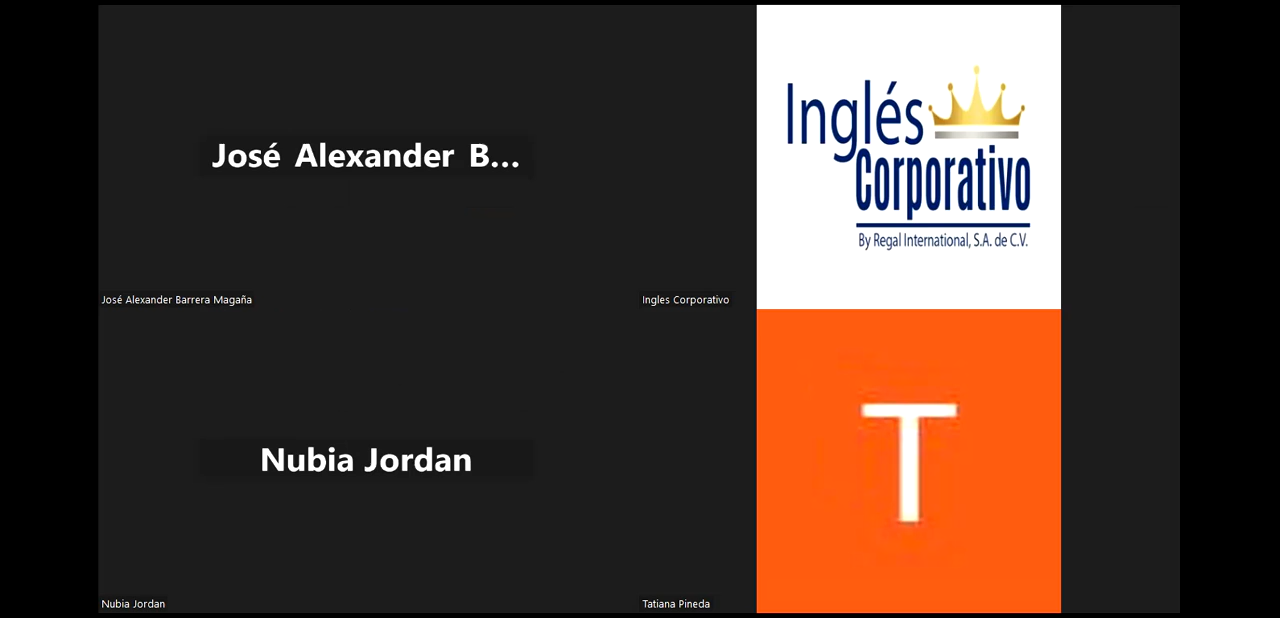 José Alexander B...
José Alexander Barrera Magaña
Inglés
Corporativo
By Regal International, S.A. de C.V.
Ingles Corporativo
Nubia Jordan
Nubia Jordan
T
Tatiana Pineda